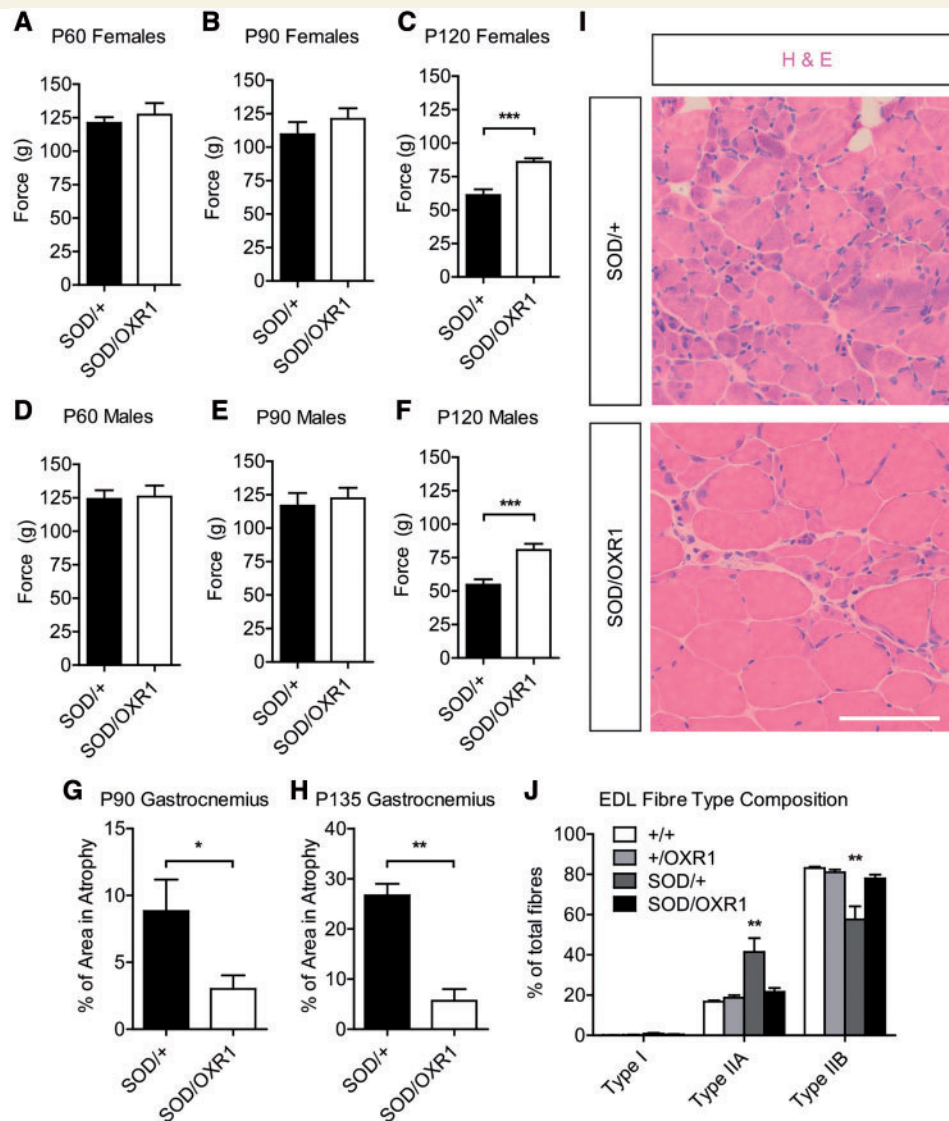 A P60 Females
150
125
100
75
50
25
0
Force (g)
SOD/+
SOD/OXR1
B P90 Females
150
125
100
75
50
25
0
Force (g)
SOD/+
SOD/OXR1
C P120 Females
150
125
100
75
50
25
0
Force (g)
***
SOD/+
SOD/OXR1
D P60 Males
150
125
100
75
50
25
0
Force (g)
SOD/+
SOD/OXR1
E P90 Males
150
125
100
75
50
25
0
Force (g)
SOD/+
SOD/OXR1
F P120 Males
150
125
100
75
50
25
0
Force (g)
***
SOD/+
SOD/OXR1
G P90 Gastrocnemius
15
10
5
0
% of Area in Atrophy
*
SOD/+
SOD/OXR1
H P135 Gastrocnemius
40
30
20
10
0
% of Area in Atrophy
**
SOD/+
SOD/OXR1
I
H & E
SOD/+
SOD/OXR1
J EDL Fibre Type Composition
100
80
60
40
20
0
% of total fibres
+/+
+/OXR1
SOD/+
SOD/OXR1
**
**
Type I
Type IIA
Type IIB